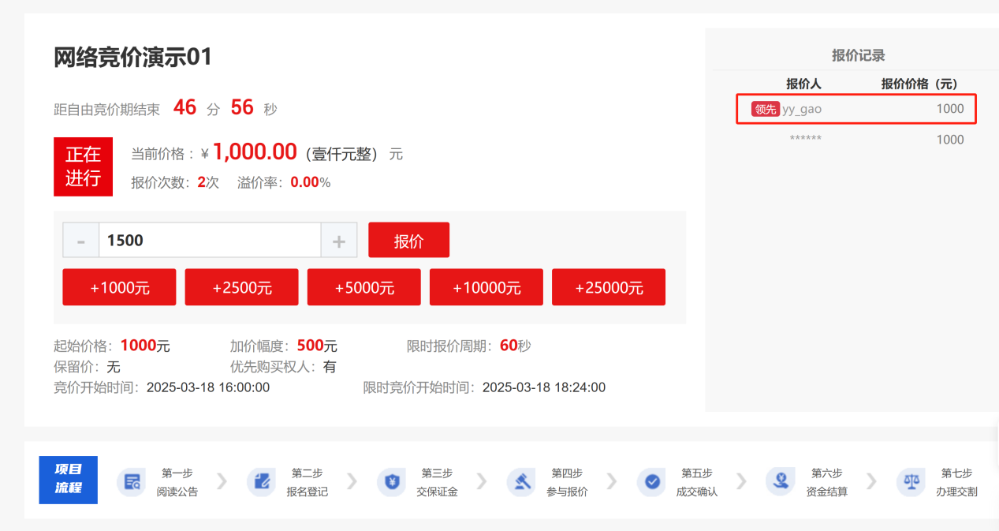 网络竞价演示01
距自由竞价期结束 46 分 56 秒
正在
进行
当前价格：¥ 1,000.00 (壹仟元整) 元
报价次数: 2次 溢价率: 0.00%
- 1500 + 报价
+1000元 +2500元 +5000元 +10000元 +25000元
起始价格: 1000元 加价幅度: 500元 限时报价周期: 60秒
保留价: 无 优先购买权人: 有
竞价开始时间: 2025-03-18 16:00:00 限时竞价开始时间: 2025-03-18 18:24:00
报价记录
报价人 报价价格（元）
领先 yy_gao 1000
****** 1000
项目
流程
第一步
阅读公告
第二步
报名登记
第三步
交保证金
第四步
参与报价
第五步
成交确认
第六步
资金结算
第七步
办理交割